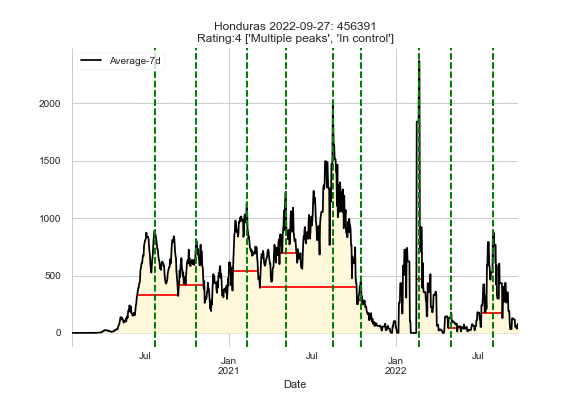 Honduras 2022-09-27: 456391
Rating:4 ['Multiple peaks', 'In control']
Average-7d
2000
1500
1000
500
0
Jul
Jan
2021
Jul
Jan
2022
Jul
Date